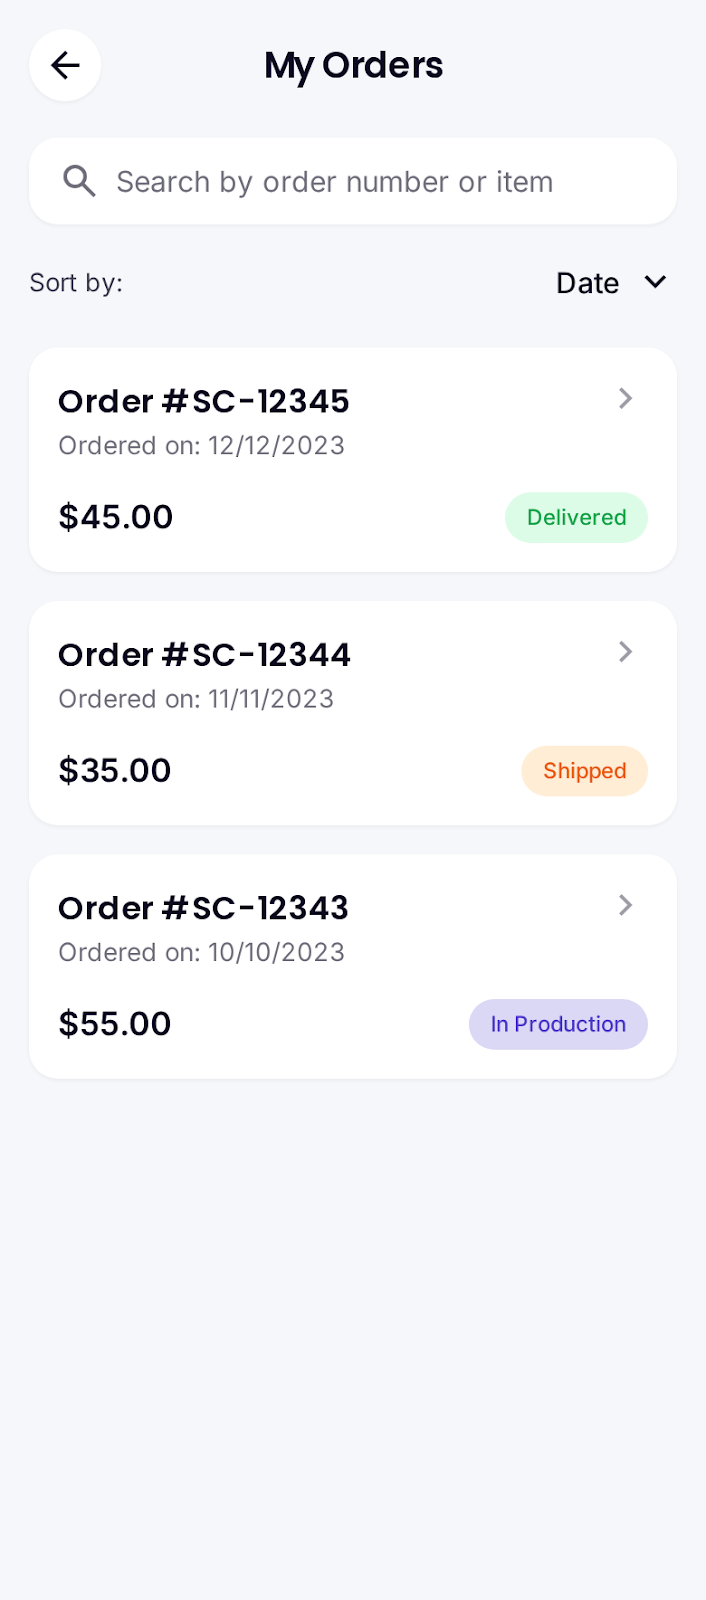 My Orders
Search by order number or item
Sort by:
Date
Order #SC-12345
Ordered on: 12/12/2023
$45.00
Delivered
Order #SC-12344
Ordered on: 11/11/2023
$35.00
Shipped
Order #SC-12343
Ordered on: 10/10/2023
$55.00
In Production